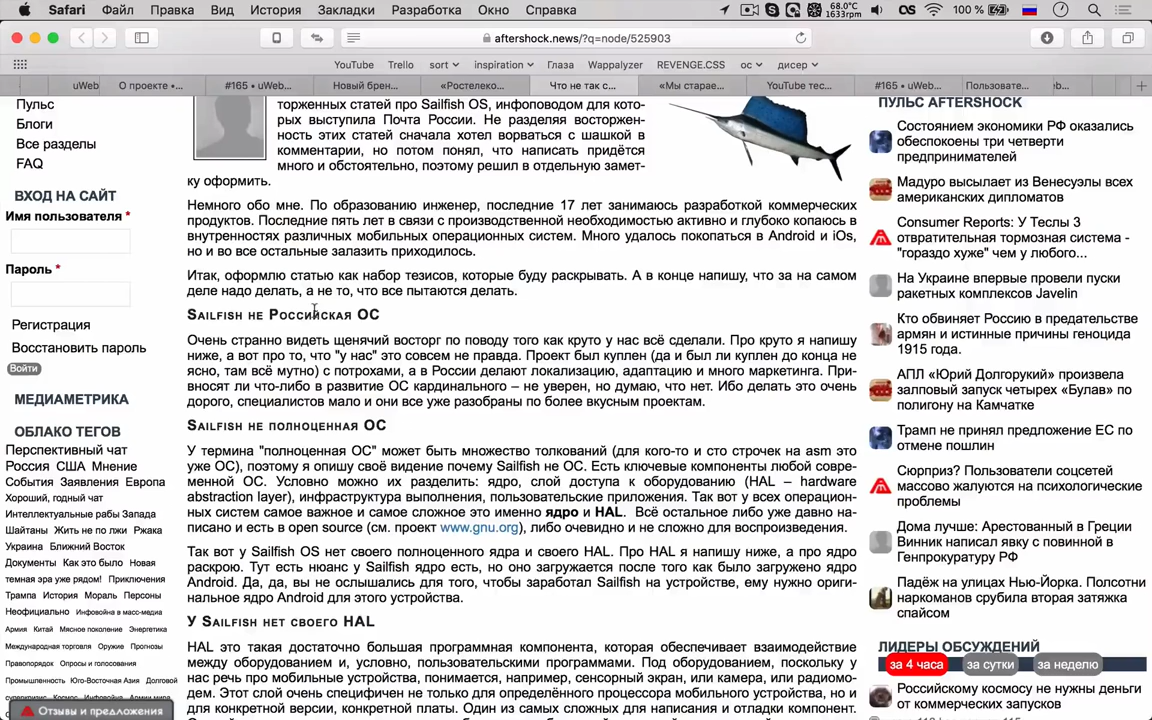 Safari Файл Правка Вид История Закладки Разработка Окно Справка
68.0°C 1633rpm
100 %
aftershock.news/?q=node/525903
YouTube Trello sort inspiration Глаза Wappalyzer REVENGE.CSS ос дисер
uWeb О проекте •... #165 • uWeb... Новый брен... «Ростелеко... Что не так с... «Мы старае... YouTube тес... #165 • uWeb... Пользовате...
Пульс
Блоги
Все разделы
FAQ
ВХОД НА САЙТ
Имя пользователя *
Пароль *
Регистрация
Восстановить пароль
Войти
МЕДИАМЕТРИКА
ОБЛАКО ТЕГОВ
Перспективный чат
Россия США Мнение
События Заявления Европа
Хороший, годный чат
Интеллектуальные рабы Запада
Шайтаны Жить не по лжи Ржака
Украина Ближний Восток
Документы Как это было Новая
темная эра уже рядом! Приключения
Трампа История Мораль Персоны
Неофициально Инфовойна в масс-медиа
Армия Китай Мясное поколение Энергетика
Международная торговля Оружие Прогнозы
Правопорядок Опросы и голосования
Промышленность Юго-Восточная Азия Долговой
Отзывы и предложения
торженных статей про Sailfish OS, инфоповодом для кото-
рых выступила Почта России. Не разделяя восторжен-
ность этих статей сначала хотел ворваться с шашкой в
комментарии, но потом понял, что написать придётся
много и обстоятельно, поэтому решил в отдельную замет-
ку оформить.
Немного обо мне. По образованию инженер, последние 17 лет занимаюсь разработкой коммерческих
продуктов. Последние пять лет в связи с производственной необходимостью активно и глубоко копаюсь в
внутренностях различных мобильных операционных систем. Много удалось покопаться в Android и iOs,
но и во все остальные залазить приходилось.
Итак, оформлю статью как набор тезисов, которые буду раскрывать. А в конце напишу, что за на самом
деле надо делать, а не то, что все пытаются делать.
Sailfish не Российская ОС
Очень странно видеть щенячий восторг по поводу того как круто у нас всё сделали. Про круто я напишу
ниже, а вот про то, что "у нас" это совсем не правда. Проект был куплен (да и был ли куплен до конца не
ясно, там всё мутно) с потрохами, а в России делают локализацию, адаптацию и много маркетинга. При-
вносят ли что-либо в развитие ОС кардинального – не уверен, но думаю, что нет. Ибо делать это очень
дорого, специалистов мало и они все уже разобраны по более вкусным проектам.
Sailfish не полноценная ОС
У термина "полноценная ОС" может быть множество толкований (для кого-то и сто строчек на asm это
уже ОС), поэтому я опишу своё видение почему Sailfish не ОС. Есть ключевые компоненты любой совре-
менной ОС. Условно можно их разделить: ядро, слой доступа к оборудованию (HAL – hardware
abstraction layer), инфраструктура выполнения, пользовательские приложения. Так вот у всех операцион-
ных систем самое важное и самое сложное это именно ядро и HAL. Всё остальное либо уже давно на-
писано и есть в open source (см. проект www.gnu.org), либо очевидно и не сложно для воспроизведения.
Так вот у Sailfish OS нет своего полноценного ядра и своего HAL. Про HAL я напишу ниже, а про ядро
раскрою. Тут есть нюанс у Sailfish ядро есть, но оно загружается после того как было загружено ядро
Android. Да, да, вы не ослышались для того, чтобы заработал Sailfish на устройстве, ему нужно ориги-
нальное ядро Android для этого устройства.
У Sailfish нет своего HAL
HAL это такая достаточно большая программная компонента, которая обеспечивает взаимодействие
между оборудованием и, условно, пользовательскими программами. Под оборудованием, поскольку у
нас речь про мобильные устройства, понимается, например, сенсорный экран, или камера, или радиомо-
дем. Этот слой очень специфичен не только для определённого процессора мобильного устройства, но и
для конкретной версии, конкретной платы. Один из самых сложных для написания и отладки компонент.
ПУЛЬС AFTERSHOCK
Состоянием экономики РФ оказались
обеспокоены три четверти
предпринимателей
Мадуро высылает из Венесуэлы всех
американских дипломатов
Consumer Reports: У Теслы 3
отвратительная тормозная система -
"гораздо хуже" чем у любого...
На Украине впервые провели пуски
ракетных комплексов Javelin
Кто обвиняет Россию в предательстве
армян и истинные причины геноцида
1915 года.
АПЛ «Юрий Долгорукий» произвела
залповый запуск четырех «Булав» по
полигону на Камчатке
Трамп не принял предложение ЕС по
отмене пошлин
Сюрприз? Пользователи соцсетей
массово жалуются на психологические
проблемы
Дома лучше: Арестованный в Греции
Винник написал явку с повинной в
Генпрокуратуру РФ
Падёж на улицах Нью-Йорка. Полсотни
наркоманов срубила вторая затяжка
спайсом
ЛИДЕРЫ ОБСУЖДЕНИЙ
за 4 часа за сутки за неделю
Российскому космосу не нужны деньги
от коммерческих запусков